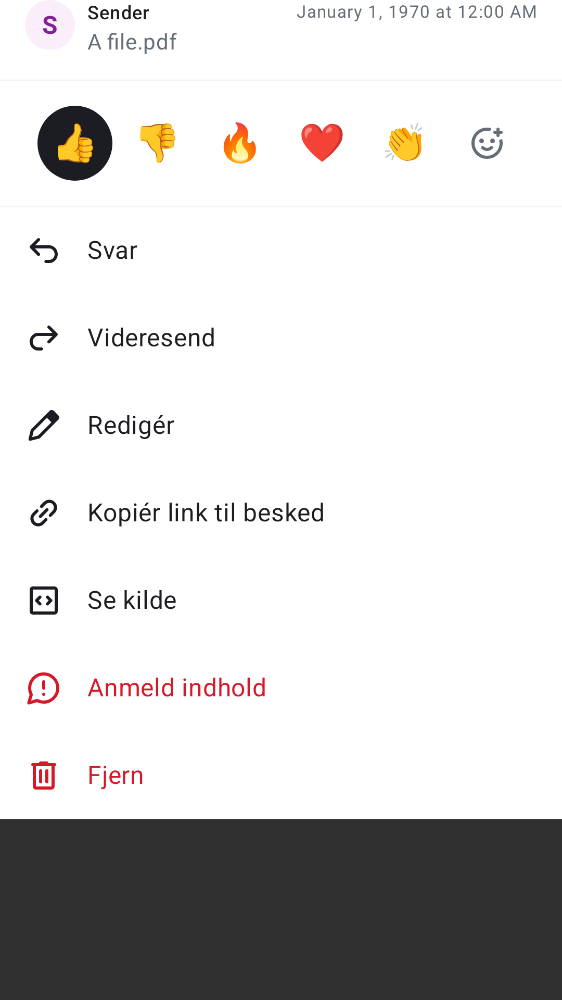 S
Sender
January 1, 1970 at 12:00 AM
A file.pdf
Svar
Videresend
Redigér
Kopiér link til besked
Se kilde
Anmeld indhold
Fjern